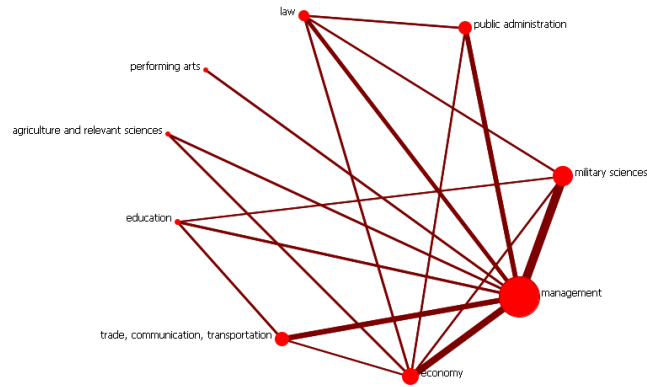 law
public administration
performing arts
agriculture and relevant sciences
military sciences
education
management
trade, communication, transportation
economy